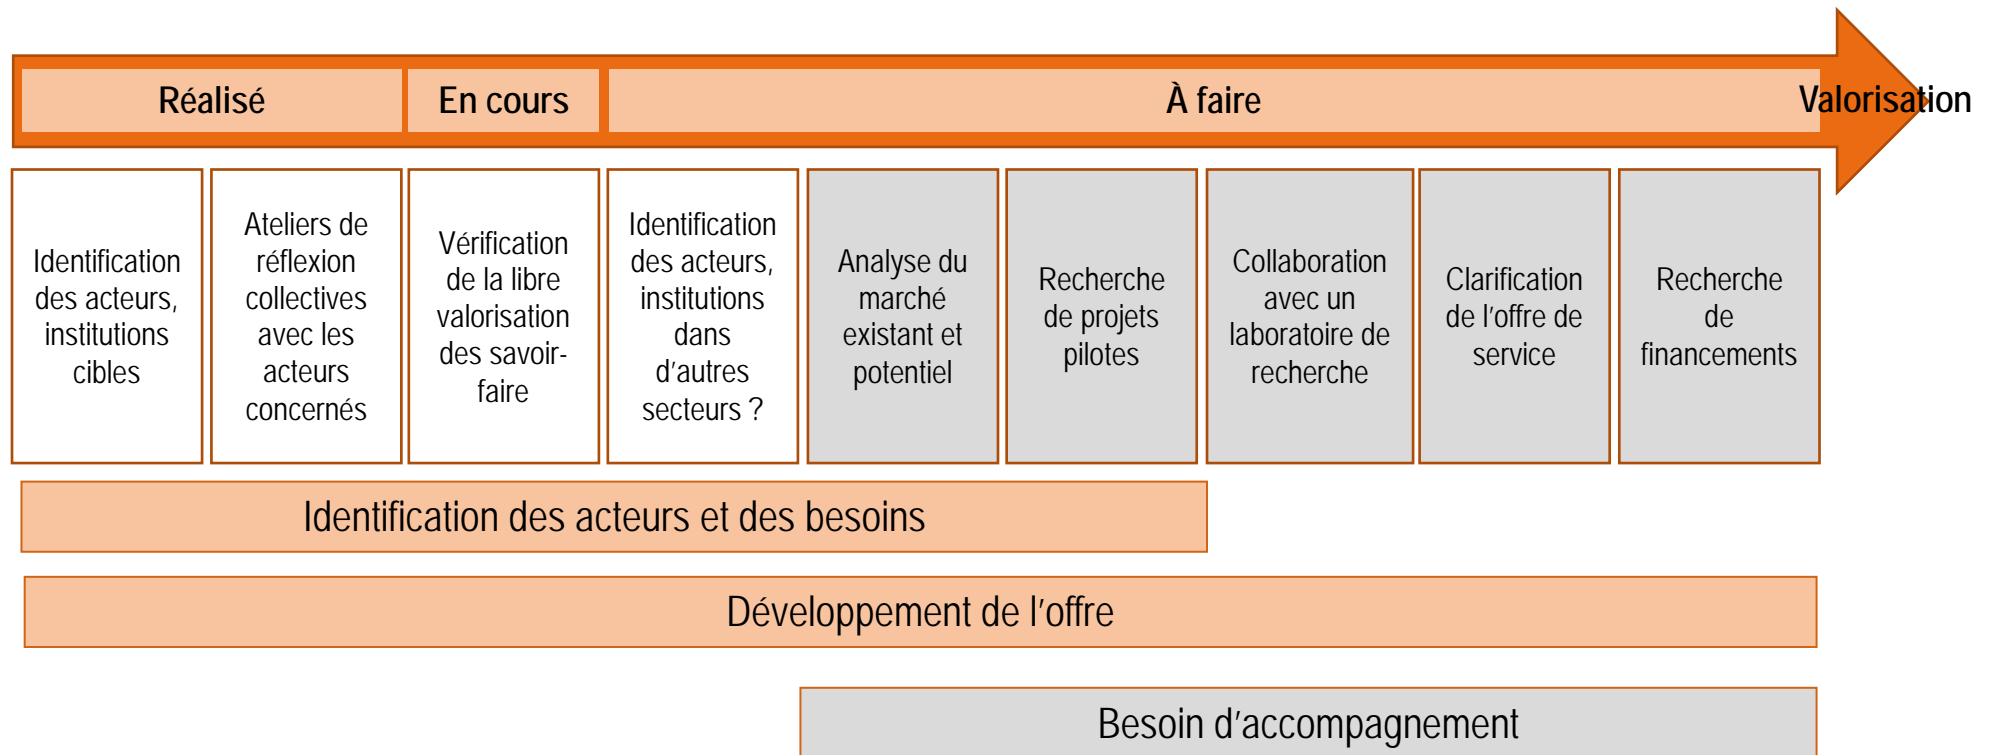 Réalisé
En cours
À faire
Valorisation
Identification
des acteurs,
institutions
cibles
Ateliers de
réflexion
collectives
avec les
acteurs
concernés
Vérification
de la libre
valorisation
des savoir-
faire
Identification
des acteurs,
institutions
dans
d'autres
secteurs ?
Analyse du
marché
existant et
potentiel
Recherche
de projets
pilotes
Collaboration
avec un
laboratoire de
recherche
Clarification
de l'offre de
service
Recherche
de
financements
Identification des acteurs et des besoins
Développement de l'offre
Besoin d'accompagnement